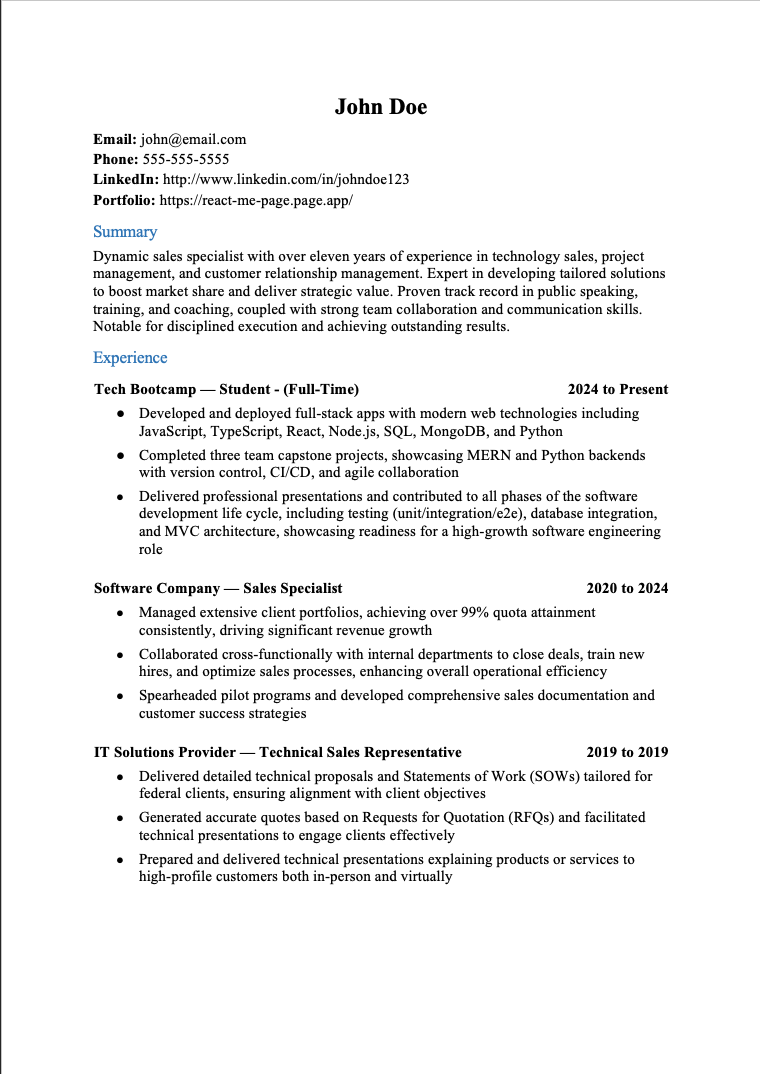 John Doe
Email: john@email.com
Phone: 555-555-5555
LinkedIn: http://www.linkedin.com/in/johndoe123
Portfolio: https://react-me-page.page.app/
Summary
Dynamic sales specialist with over eleven years of experience in technology sales, project
management, and customer relationship management. Expert in developing tailored solutions
to boost market share and deliver strategic value. Proven track record in public speaking,
training, and coaching, coupled with strong team collaboration and communication skills.
Notable for disciplined execution and achieving outstanding results.
Experience
Tech Bootcamp — Student - (Full-Time) 2024 to Present
● Developed and deployed full-stack apps with modern web technologies including
JavaScript, TypeScript, React, Node.js, SQL, MongoDB, and Python
● Completed three team capstone projects, showcasing MERN and Python backends
with version control, CI/CD, and agile collaboration
● Delivered professional presentations and contributed to all phases of the software
development life cycle, including testing (unit/integration/e2e), database integration,
and MVC architecture, showcasing readiness for a high-growth software engineering
role
Software Company — Sales Specialist 2020 to 2024
● Managed extensive client portfolios, achieving over 99% quota attainment
consistently, driving significant revenue growth
● Collaborated cross-functionally with internal departments to close deals, train new
hires, and optimize sales processes, enhancing overall operational efficiency
● Spearheaded pilot programs and developed comprehensive sales documentation and
customer success strategies
IT Solutions Provider — Technical Sales Representative 2019 to 2019
● Delivered detailed technical proposals and Statements of Work (SOWs) tailored for
federal clients, ensuring alignment with client objectives
● Generated accurate quotes based on Requests for Quotation (RFQs) and facilitated
technical presentations to engage clients effectively
● Prepared and delivered technical presentations explaining products or services to
high-profile customers both in-person and virtually